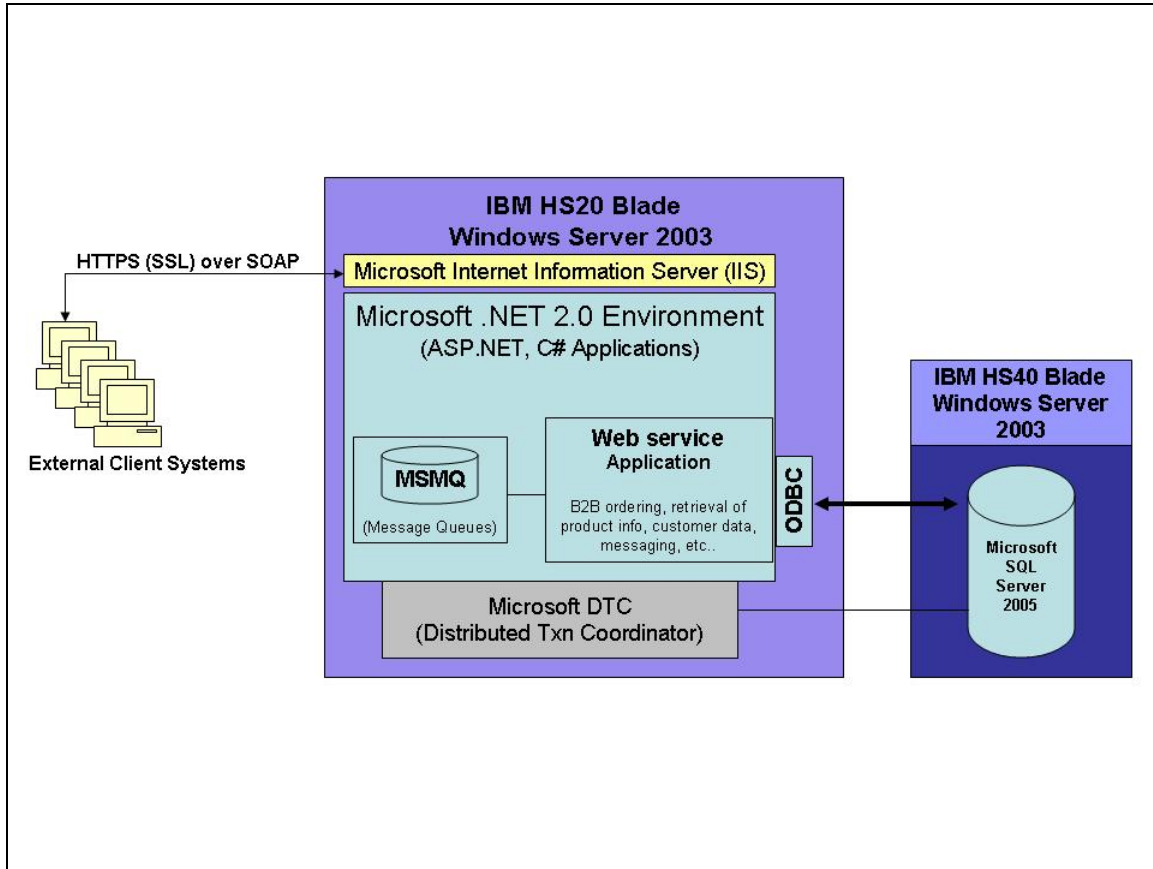 IBM HS20 Blade
Windows Server 2003
HTTPS (SSL) over SOAP
Microsoft Internet Information Server (IIS)
Microsoft .NET 2.0 Environment
(ASP.NET, C# Applications)
External Client Systems
MSMQ
(Message Queues)
Web service
Application
B2B ordering, retrieval of
product info, customer data,
messaging, etc..
ODBC
Microsoft DTC
(Distributed Txn Coordinator)
IBM HS40 Blade
Windows Server
2003
Microsoft
SQL
Server
2005